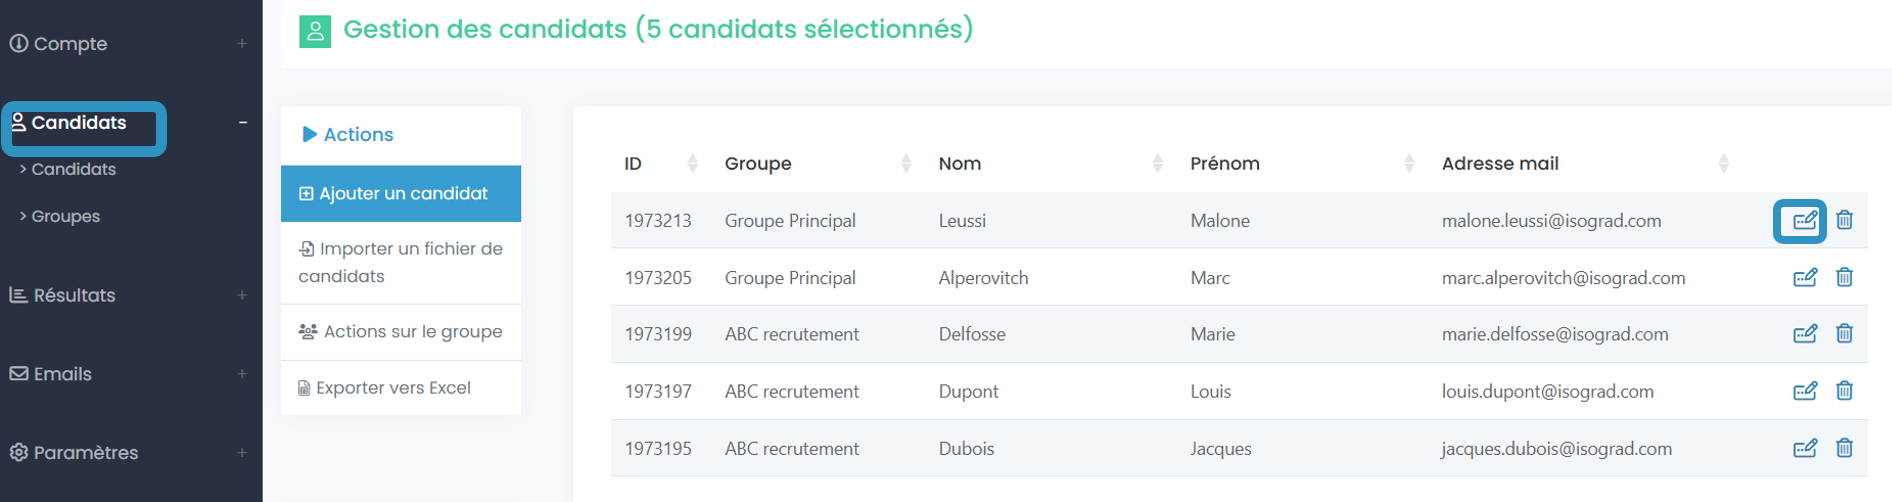 Compte +
Candidats -
> Candidats
> Groupes
Résultats +
Emails +
Paramètres +
Gestion des candidats (5 candidats sélectionnés)
Actions
Ajouter un candidat
Importer un fichier de
candidats
Actions sur le groupe
Exporter vers Excel
ID Groupe Nom Prénom Adresse mail
1973213 Groupe Principal Leussi Malone malone.leussi@isograd.com
1973205 Groupe Principal Alperovitch Marc marc.alperovitch@isograd.com
1973199 ABC recrutement Delfosse Marie marie.delfosse@isograd.com
1973197 ABC recrutement Dupont Louis louis.dupont@isograd.com
1973195 ABC recrutement Dubois Jacques jacques.dubois@isograd.com